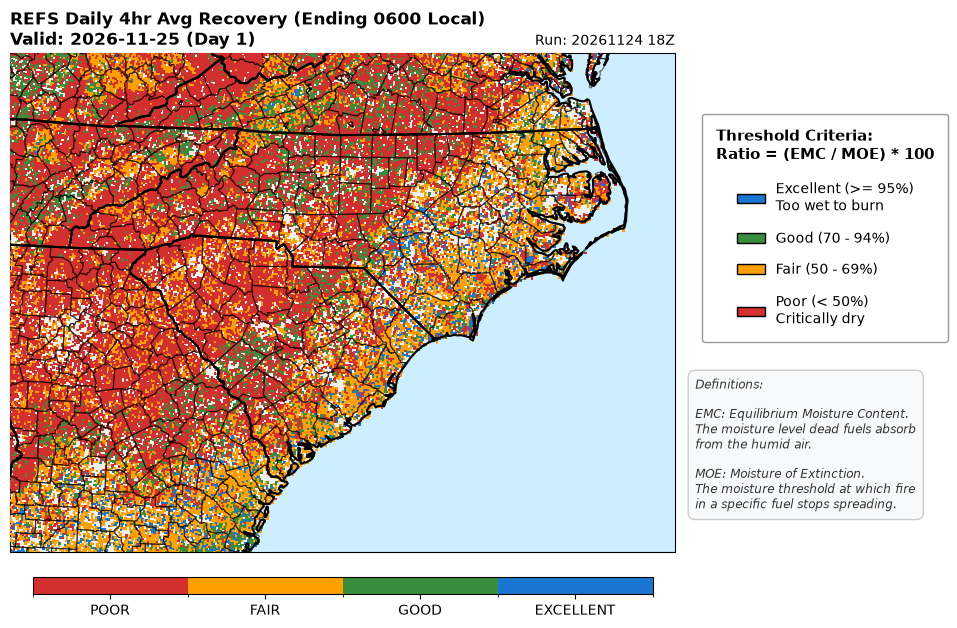 REFS Daily 4hr Avg Recovery (Ending 0600 Local)
Valid: 2026-11-25 (Day 1)
Run: 20261124 18Z
Threshold Criteria:
Ratio = (EMC / MOE) * 100
Excellent (>= 95%)
Too wet to burn
Good (70 - 94%)
Fair (50 - 69%)
Poor (< 50%)
Critically dry
Definitions:
EMC: Equilibrium Moisture Content.
The moisture level dead fuels absorb
from the humid air.
MOE: Moisture of Extinction.
The moisture threshold at which fire
in a specific fuel stops spreading.
POOR
FAIR
GOOD
EXCELLENT